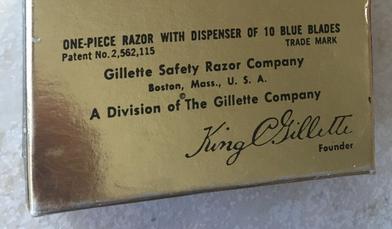 ONE-PIECE RAZOR WITH DISPENSER OF 10 BLUE BLADES
Patent No. 2,562,115 TRADE MARK
Gillette Safety Razor Company
Boston, Mass., U. S. A.
©
A Division of The Gillette Company
King C Gillette
Founder